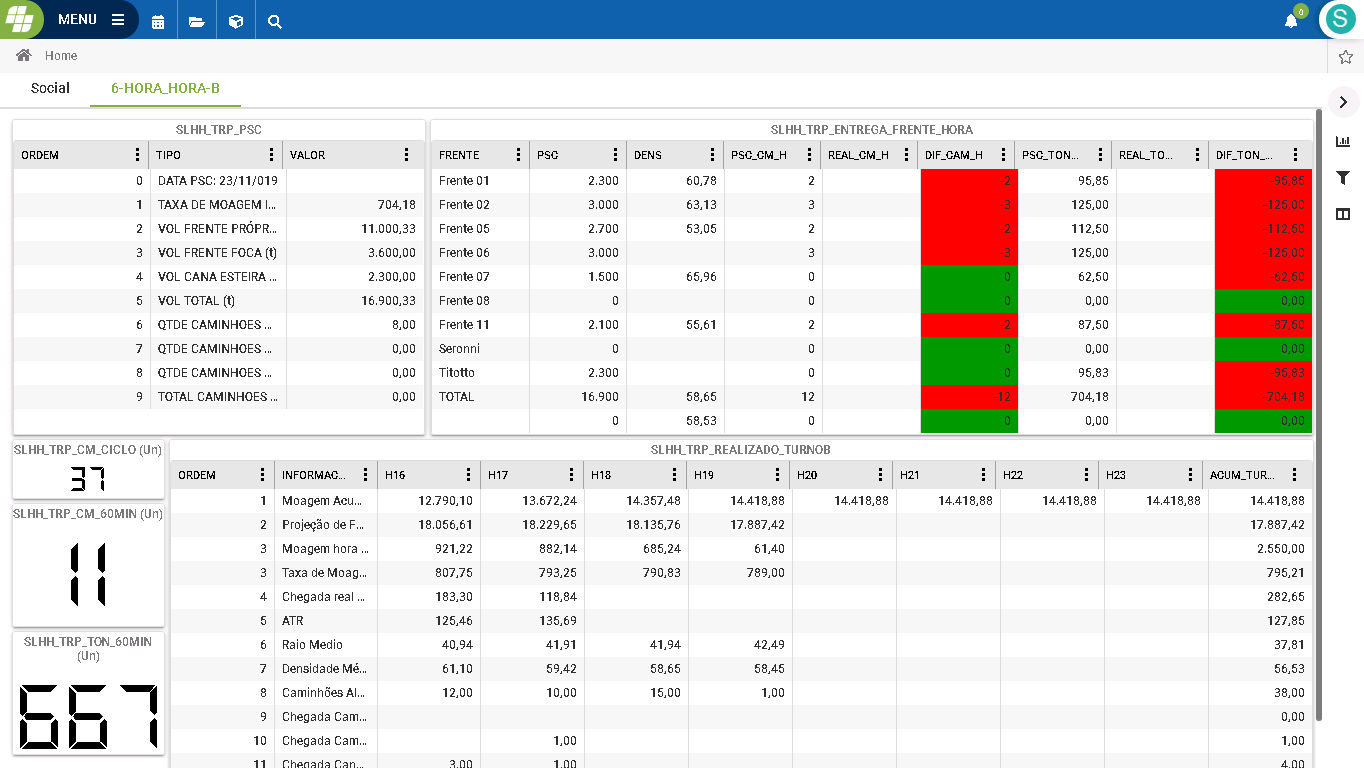 MENU
0
S
Home
Social 6-HORA_HORA-B
SLHH_TRP_PSC
ORDEM TIPO VALOR
0 DATA PSC: 23/11/019
1 TAXA DE MOAGEM I... 704,18
2 VOL FRENTE PRÓPR... 11.000,33
3 VOL FRENTE FOCA (t) 3.600,00
4 VOL CANA ESTEIRA ... 2.300,00
5 VOL TOTAL (t) 16.900,33
6 QTDE CAMINHOES ... 8,00
7 QTDE CAMINHOES ... 0,00
8 QTDE CAMINHOES ... 0,00
9 TOTAL CAMINHOES ... 0,00
SLHH_TRP_ENTREGA_FRENTE_HORA
FRENTE PSC DENS PSC_CM_H REAL_CM_H DIF_CAM_H PSC_TON... REAL_TO... DIF_TON_...
Frente 01 2.300 60,78 2 -2 95,85 -95,85
Frente 02 3.000 63,13 3 -3 125,00 -125,00
Frente 05 2.700 53,05 2 -2 112,50 -112,50
Frente 06 3.000 3 -3 125,00 -125,00
Frente 07 1.500 65,96 0 0 62,50 -62,50
Frente 08 0 0 0 0,00 0,00
Frente 11 2.100 55,61 2 -2 87,50 -87,50
Seronni 0 0 0 0,00 0,00
Titotto 2.300 0 0 95,83 -95,83
TOTAL 16.900 58,65 12 -12 704,18 -704,18
0 58,53 0 0 0,00 0,00
SLHH_TRP_CM_CICLO (Un)
37
SLHH_TRP_CM_60MIN (Un)
11
SLHH_TRP_TON_60MIN
(Un)
667
SLHH_TRP_REALIZADO_TURNOB
ORDEM INFORMAC... H16 H17 H18 H19 H20 H21 H22 H23 ACUM_TUR...
1 Moagem Acu... 12.790,10 13.672,24 14.357,48 14.418,88 14.418,88 14.418,88 14.418,88 14.418,88 14.418,88
2 Projeção de F... 18.056,61 18.229,65 18.135,76 17.887,42 17.887,42
3 Moagem hora ... 921,22 882,14 685,24 61,40 2.550,00
3 Taxa de Moag... 807,75 793,25 790,83 789,00 795,21
4 Chegada real ... 183,30 118,84 282,65
5 ATR 125,46 135,69 127,85
6 Raio Medio 40,94 41,91 41,94 42,49 37,81
7 Densidade Mé... 61,10 59,42 58,65 58,45 56,53
8 Caminhões Al... 12,00 10,00 15,00 1,00 38,00
9 Chegada Cam... 0,00
10 Chegada Cam... 1,00 1,00
11 Chegada Can... 3,00 1,00 4,00